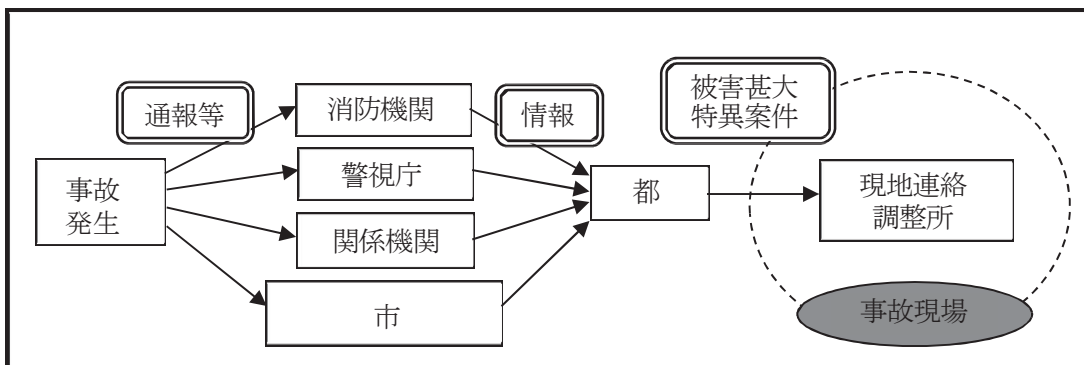 事故
発生
通報等
消防機関
警視庁
関係機関
市
情報
都
被害甚大
特異案件
現地連絡
調整所
事故現場